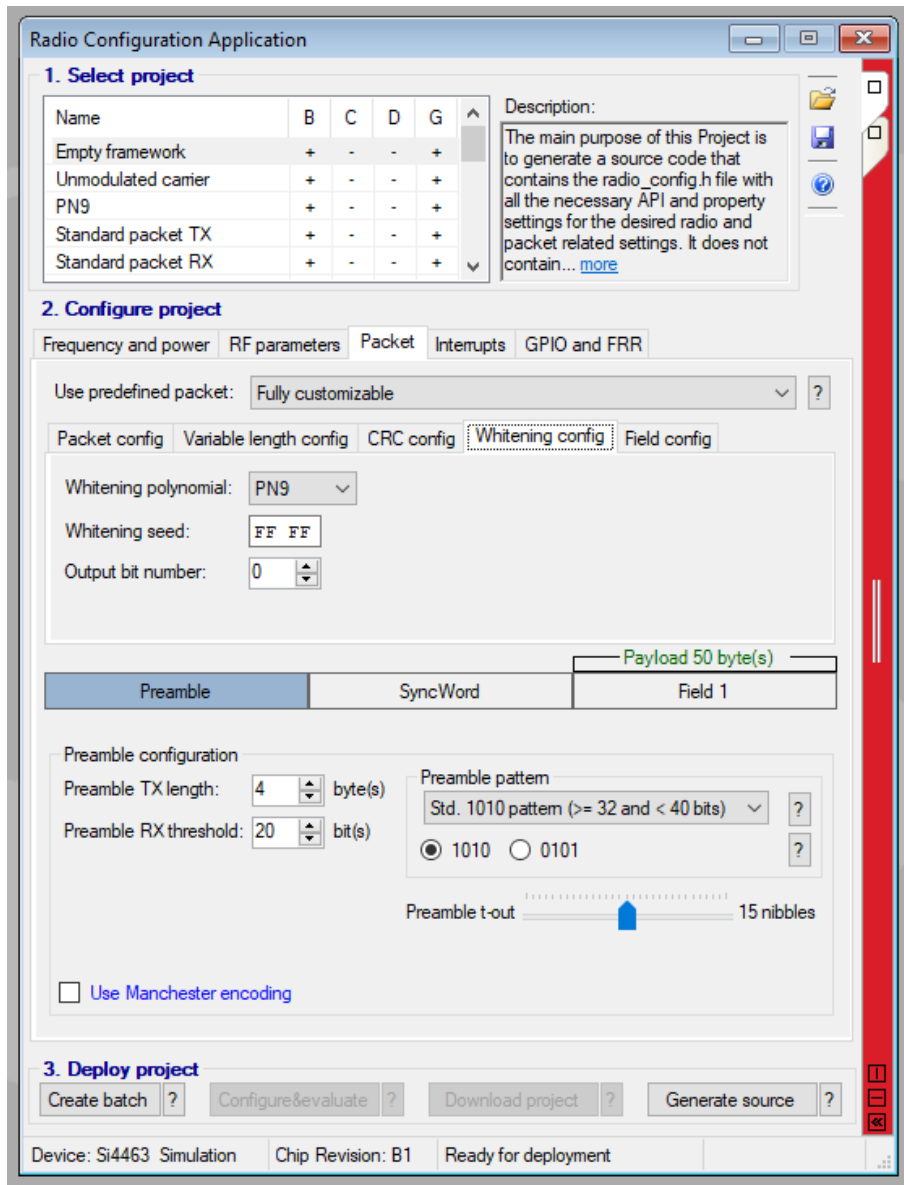 Radio Configuration Application
1. Select project
Name B C D G
Empty framework + - - +
Unmodulated carrier + - - +
PN9 + - - +
Standard packet TX + - - +
Standard packet RX + - - +
Description:
The main purpose of this Project is
to generate a source code that
contains the radio_config.h file with
all the necessary API and property
settings for the desired radio and
packet related settings. It does not
contain... more
2. Configure project
Frequency and power RF parameters Packet Interrupts GPIO and FRR
Use predefined packet: Fully customizable ?
Packet config Variable length config CRC config Whitening config Field config
Whitening polynomial: PN9
Whitening seed: FF FF
Output bit number: 0
Payload 50 byte(s)
Preamble SyncWord Field 1
Preamble configuration
Preamble TX length: 4 byte(s)
Preamble RX threshold: 20 bit(s)
Preamble pattern
Std. 1010 pattern (>= 32 and < 40 bits) ?
1010 0101 ?
Preamble t-out 15 nibbles
Use Manchester encoding
3. Deploy project
Create batch ? Configure&evaluate ? Download project ? Generate source ?
Device: Si4463 Simulation Chip Revision: B1 Ready for deployment